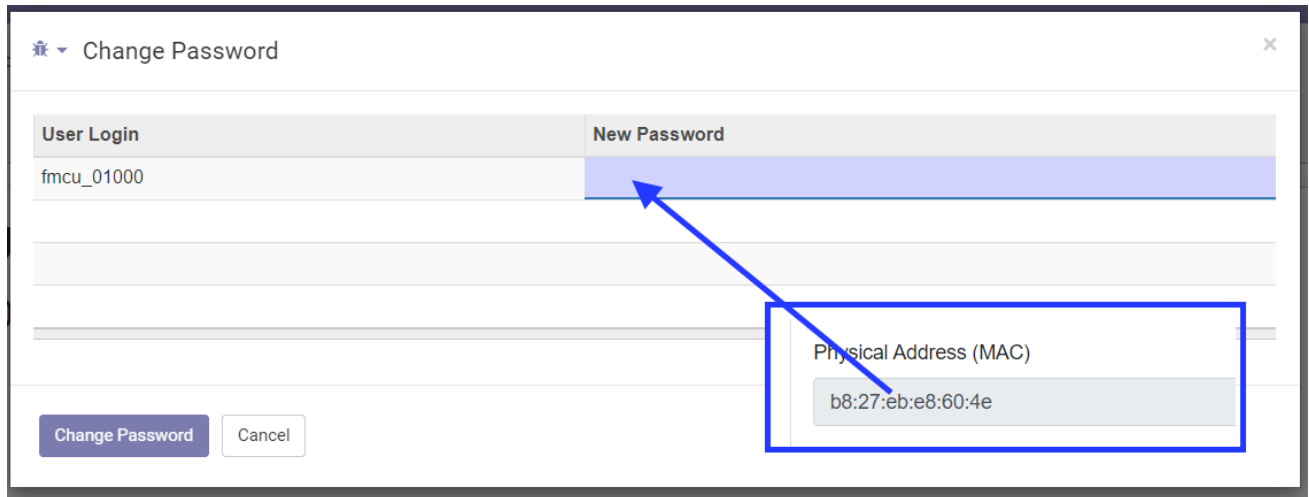 Change Password
×
User Login New Password
fmcu_01000
Physical Address (MAC)
b8:27:eb:e8:60:4e
Change Password Cancel